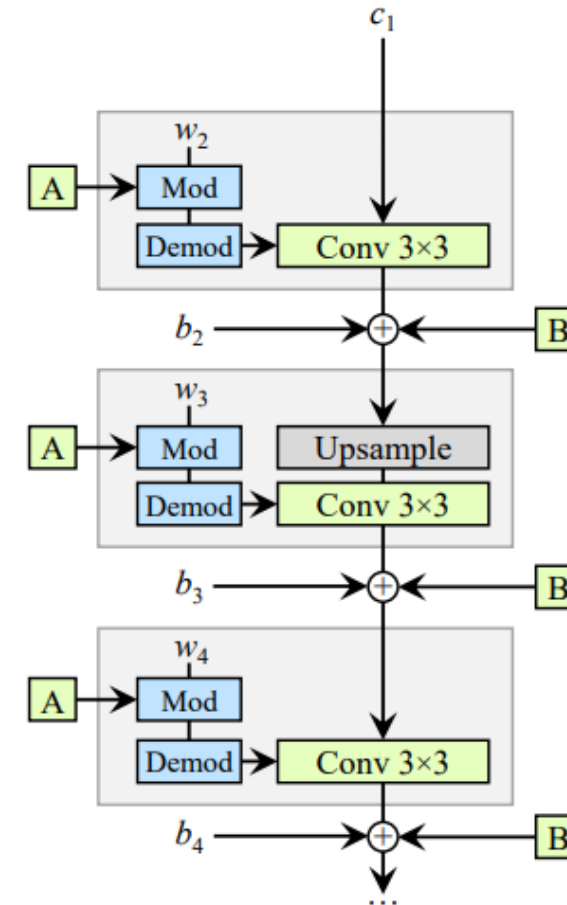 c₁
w₂
A Mod
Demod Conv 3×3
b₂ + B
w₃
A Mod Upsample
Demod Conv 3×3
b₃ + B
w₄
A Mod
Demod Conv 3×3
b₄ + B
...